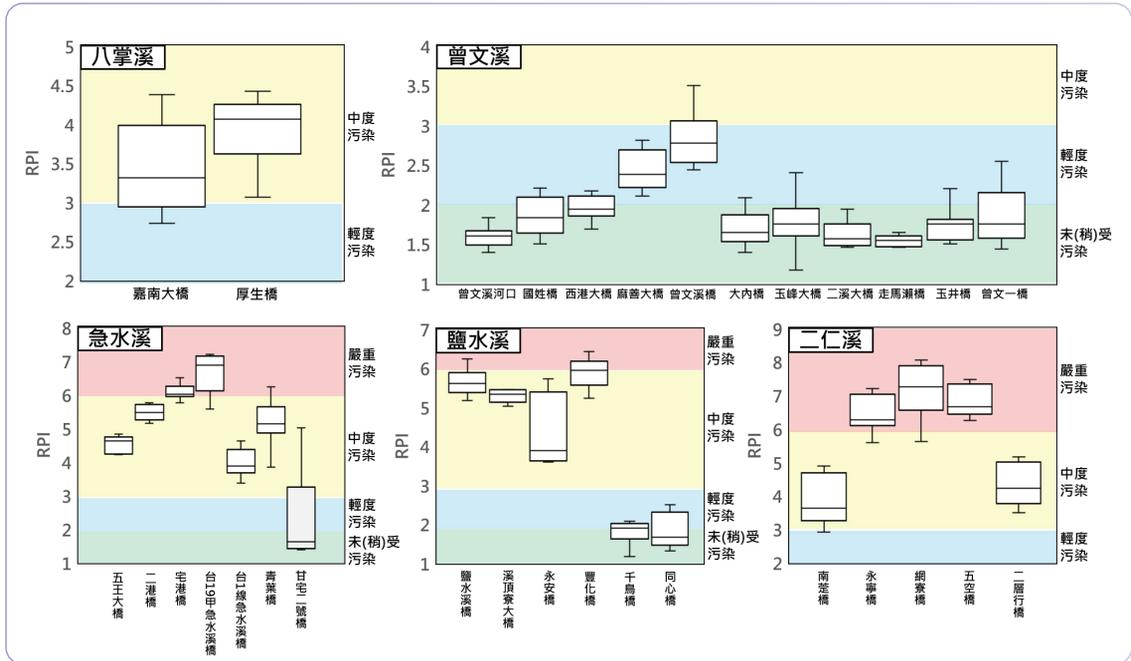 八掌溪
5
4.5
4
3.5
3
2.5
2
RPI
中度
污染
輕度
污染
嘉南大橋
厚生橋
曾文溪
4
3.5
3
2.5
2
1.5
1
RPI
中度
污染
輕度
污染
未(稍)受
污染
曾文溪河口
國姓橋
西港大橋
麻善大橋
曾文溪橋
大內橋
玉峰大橋
二溪大橋
走馬瀨橋
玉井橋
曾文一橋
急水溪
8
7
6
5
4
3
2
1
RPI
嚴重
污染
中度
污染
輕度
污染
未(稍)受
污染
五王大橋
二港橋
宅港橋
台19甲急水溪橋
台1線急水溪橋
青葉橋
甘宅二號橋
鹽水溪
7
6
5
4
3
2
1
RPI
嚴重
污染
中度
污染
輕度
污染
未(稍)受
污染
鹽水溪橋
溪頂寮大橋
永安橋
豐化橋
千鳥橋
同心橋
二仁溪
9
8
7
6
5
4
3
2
RPI
嚴重
污染
中度
污染
輕度
污染
南萣橋
永寧橋
網寮橋
五空橋
二層行橋